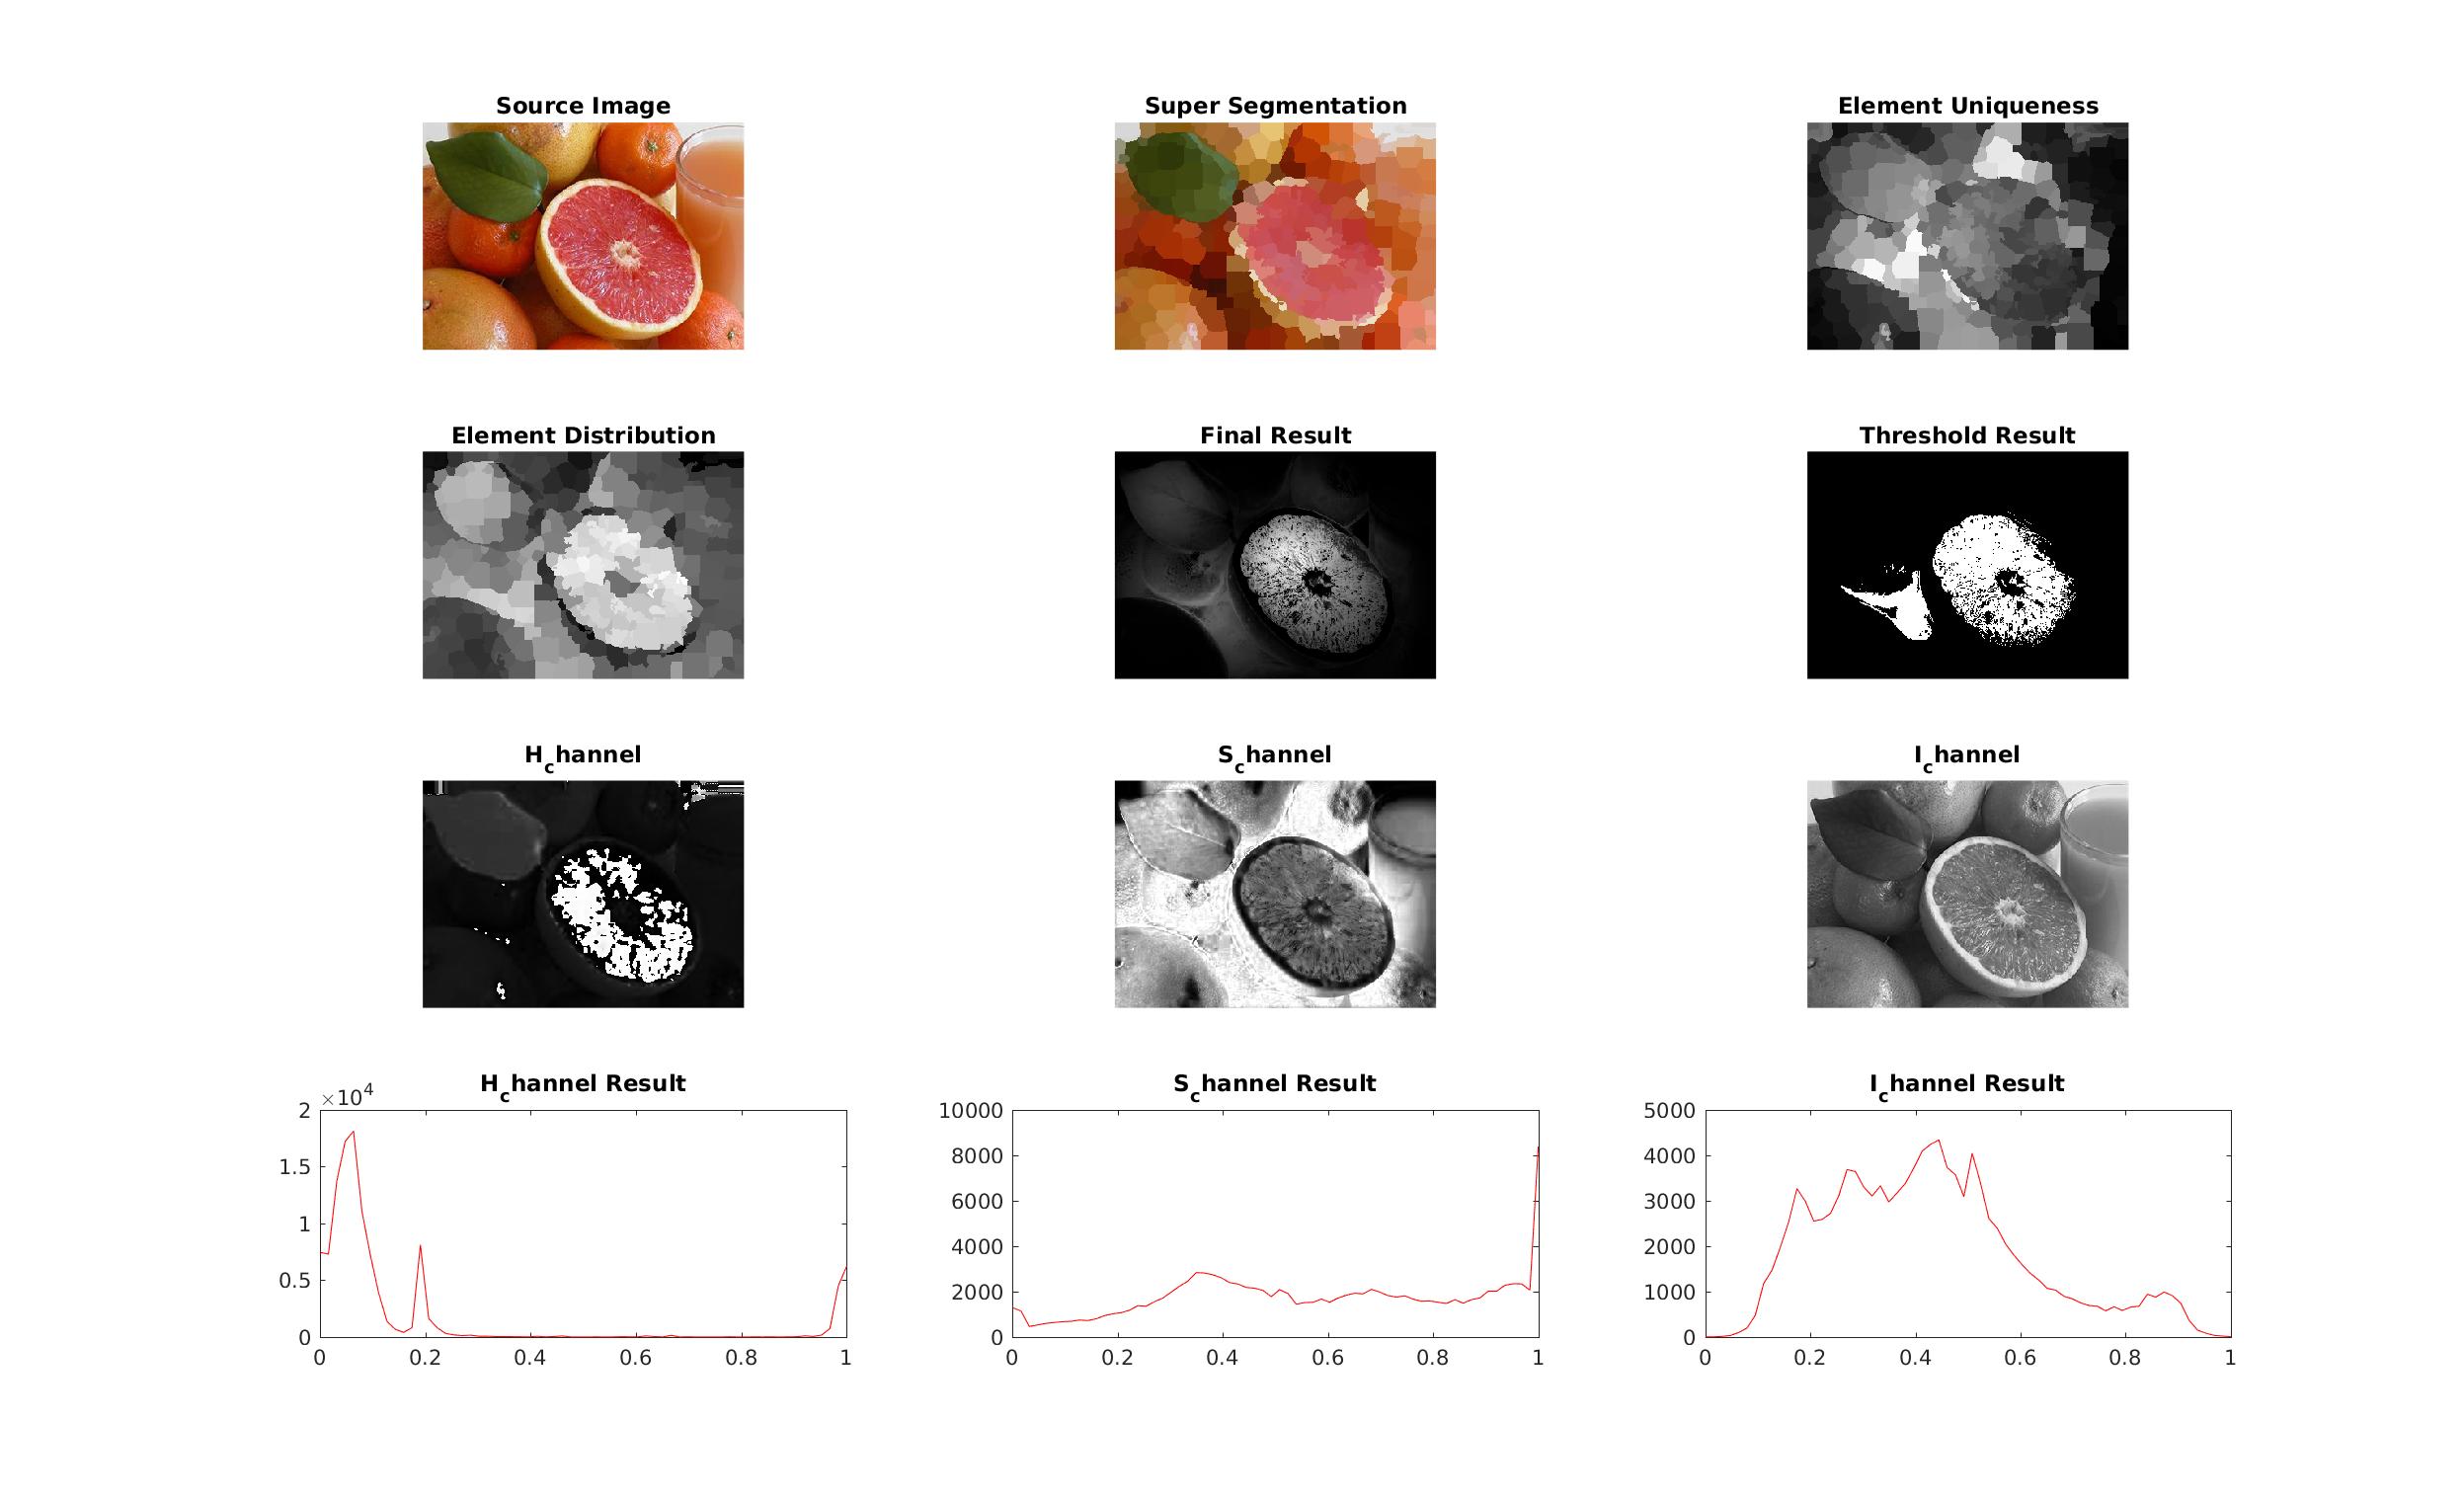 Source Image
Super Segmentation
Element Uniqueness
Element Distribution
Final Result
Threshold Result
H_channel
S_channel
I_channel
H_channel Result
×10^4
2
1.5
1
0.5
0
0 0.2 0.4 0.6 0.8 1
S_channel Result
10000
8000
6000
4000
2000
0
0 0.2 0.4 0.6 0.8 1
I_channel Result
5000
4000
3000
2000
1000
0
0 0.2 0.4 0.6 0.8 1